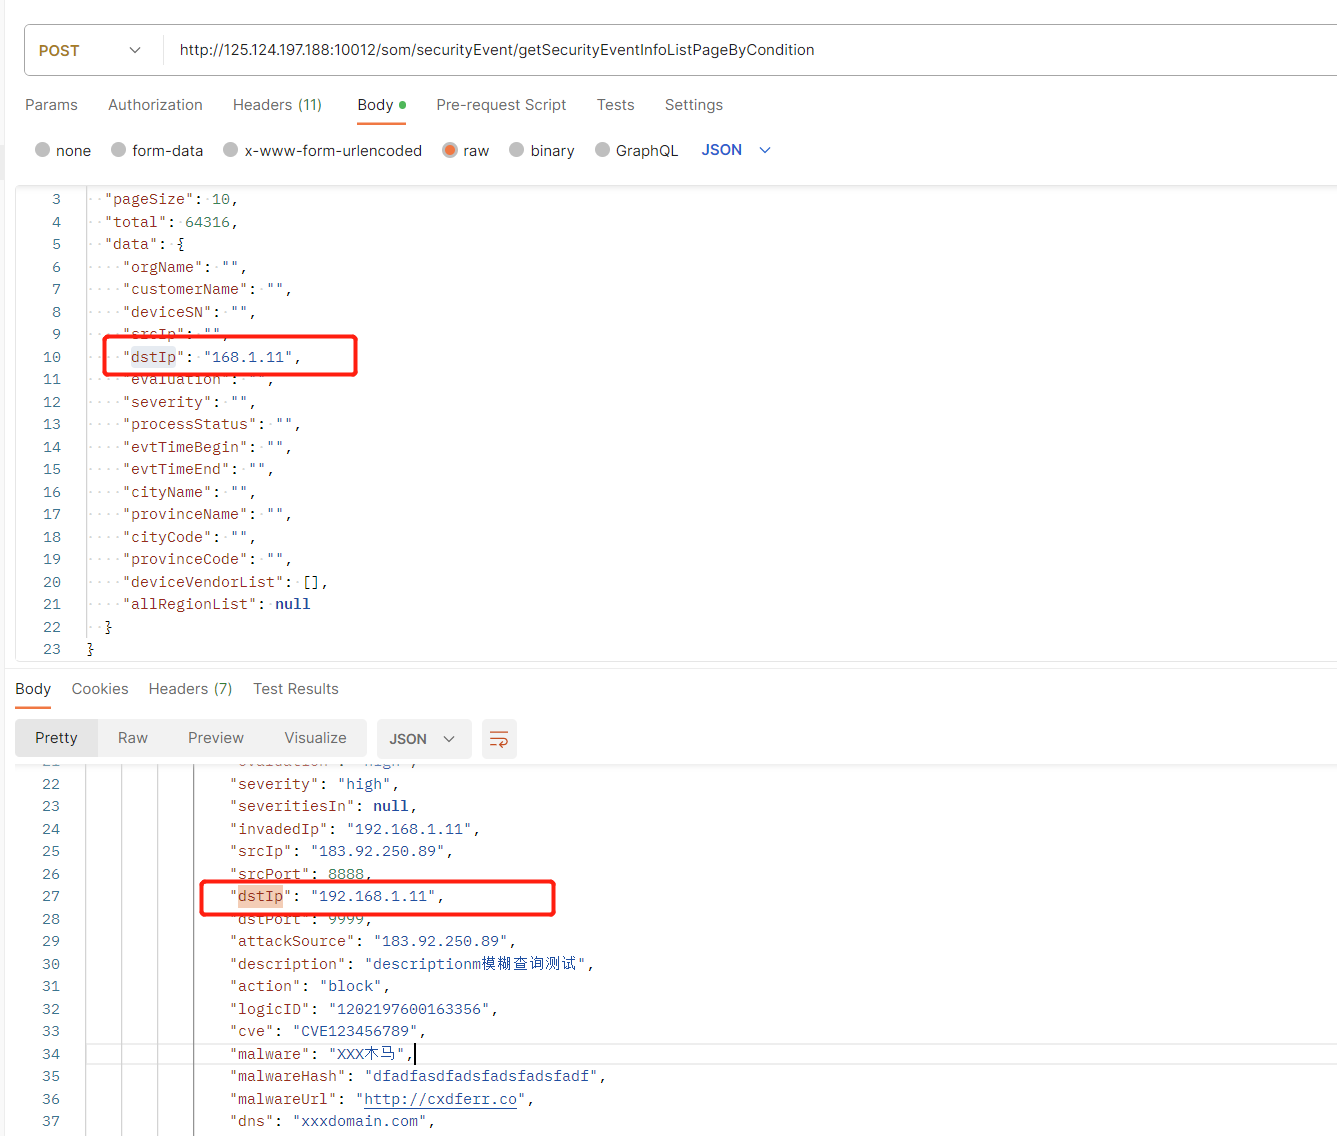 POST http://125.124.197.188:10012/som/securityEvent/getSecurityEventInfoListPageByCondition
Params Authorization Headers (11) Body Pre-request Script Tests Settings
none form-data x-www-form-urlencoded raw binary GraphQL JSON
3 "pageSize": 10,
4 "total": 64316,
5 "data": {
6 "orgName": "",
7 "customerName": "",
8 "deviceSN": "",
9 "srcIp": "",
10 "dstIp": "168.1.11",
11 "evaluation": "",
12 "severity": "",
13 "processStatus": "",
14 "evtTimeBegin": "",
15 "evtTimeEnd": "",
16 "cityName": "",
17 "provinceName": "",
18 "cityCode": "",
19 "provinceCode": "",
20 "deviceVendorList": [],
21 "allRegionList": null
22 }
23 }
Body Cookies Headers (7) Test Results
Pretty Raw Preview Visualize JSON
21 "evaluation": "high",
22 "severity": "high",
23 "severitiesIn": null,
24 "invadedIp": "192.168.1.11",
25 "srcIp": "183.92.250.89",
26 "srcPort": 8888,
27 "dstIp": "192.168.1.11",
28 "dstPort": 9999,
29 "attackSource": "183.92.250.89",
30 "description": "descriptionm模糊查询测试",
31 "action": "block",
32 "logicID": "1202197600163356",
33 "cve": "CVE123456789",
34 "malware": "XXX木马",
35 "malwareHash": "dfadfasdfadsfadsfadsfadf",
36 "malwareUrl": "http://cxdferr.co",
37 "dns": "xxxdomain.com",